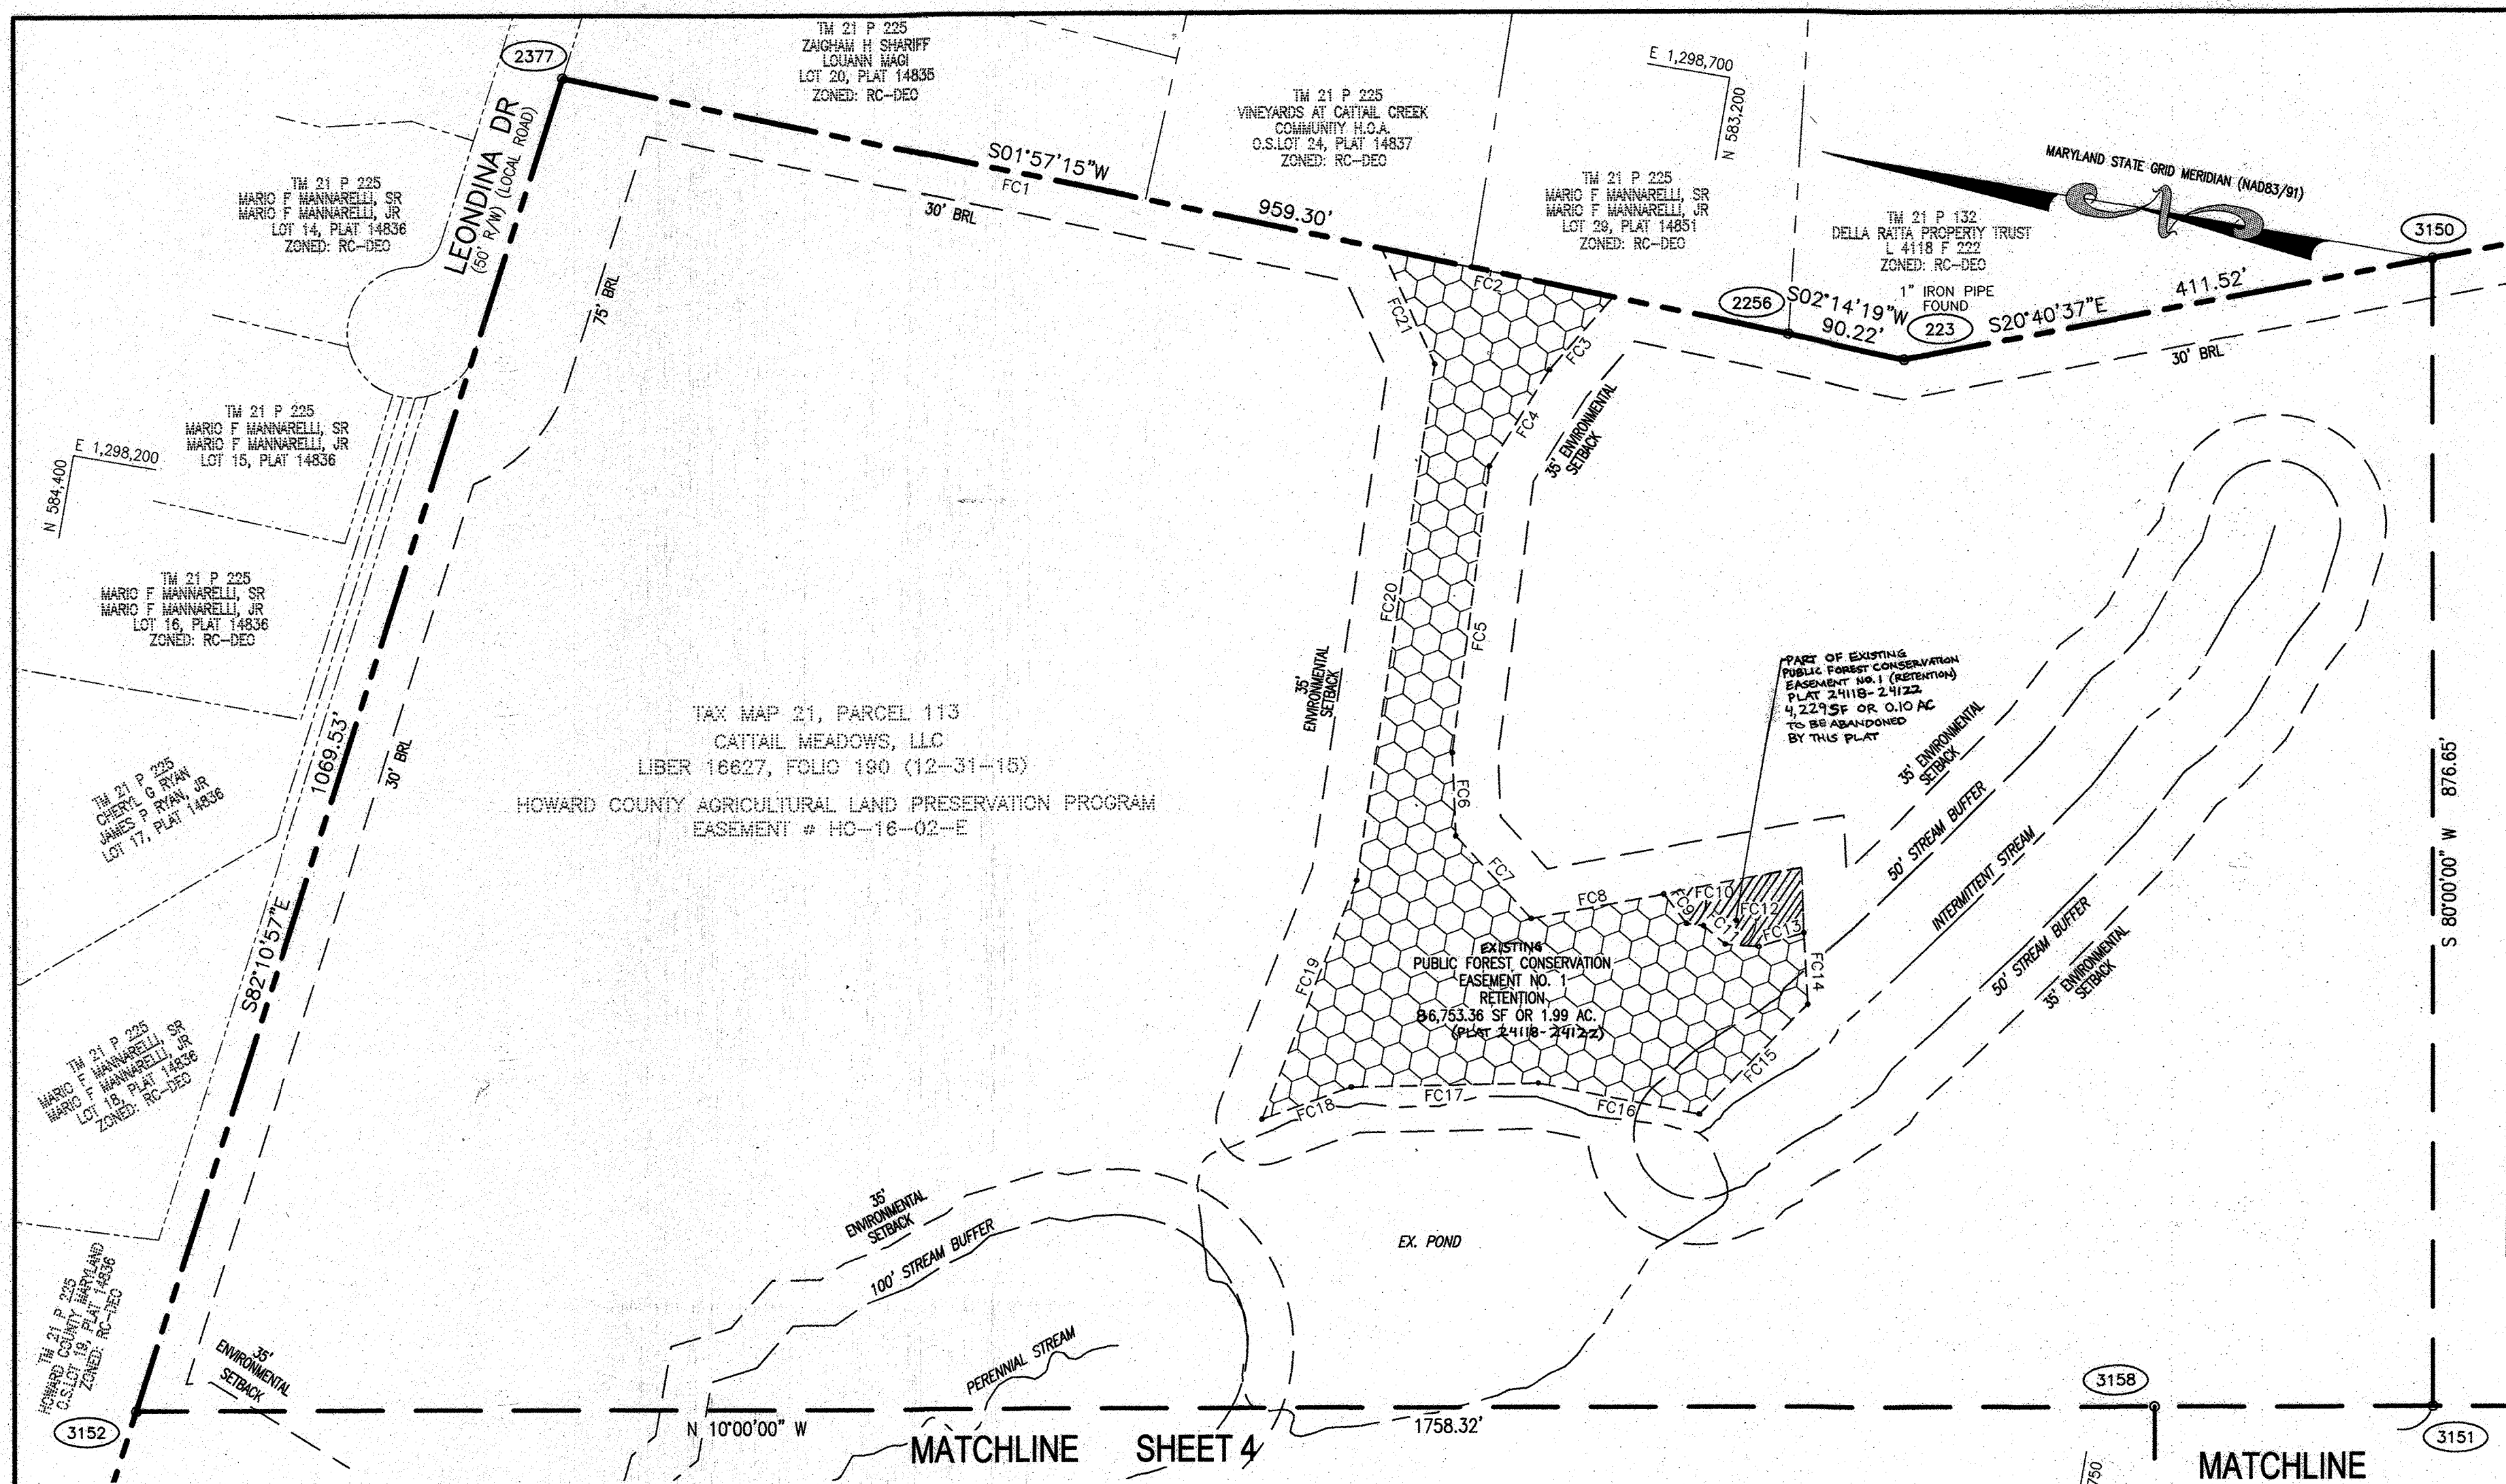 2377
TM 21 P 225
ZAIGHAM H SHARIFF
LOUANN MAGI
LOT 20, PLAT 14835
ZONED: RC-DEO
E 1,298,700
N 583,200
TM 21 P 225
VINEYARDS AT CATTAIL CREEK
COMMUNITY H.O.A.
O.S.LOT 24, PLAT 14837
ZONED: RC-DEO
MARYLAND STATE GRID MERIDIAN (NAD83/91)
LEONDINA DR
(50' R/W) (LOCAL ROAD)
S01°57'15"W
FC1
959.30'
30' BRL
TM 21 P 225
MARIO F MANNARELLI, SR
MARIO F MANNARELLI, JR
LOT 14, PLAT 14836
ZONED: RC-DEO
TM 21 P 225
MARIO F MANNARELLI, SR
MARIO F MANNARELLI, JR
LOT 29, PLAT 14851
ZONED: RC-DEO
TM 21 P 132
DELLA RATTA PROPERTY TRUST
L 4118 F 222
ZONED: RC-DEO
3150
1" IRON PIPE
FOUND
411.52'
2256
S02°14'19"W
90.22'
223
S20°40'37"E
30' BRL
75' BRL
FC2
FC21
FC3
FC4
35' ENVIRONMENTAL
SETBACK
TM 21 P 225
MARIO F MANNARELLI, SR
MARIO F MANNARELLI, JR
LOT 15, PLAT 14836
E 1,298,200
N 584,400
TM 21 P 225
MARIO F MANNARELLI, SR
MARIO F MANNARELLI, JR
LOT 16, PLAT 14836
ZONED: RC-DEO
FC20
FC5
35'
ENVIRONMENTAL
SETBACK
PART OF EXISTING
PUBLIC FOREST CONSERVATION
EASEMENT NO. 1 (RETENTION)
PLAT 24118-24122
4,229 SF OR 0.10 AC
TO BE ABANDONED
BY THIS PLAT
TAX MAP 21, PARCEL 113
CATTAIL MEADOWS, LLC
LIBER 16627, FOLIO 190 (12-31-15)
HOWARD COUNTY AGRICULTURAL LAND PRESERVATION PROGRAM
EASEMENT # HO-16-02-E
1069.53'
30' BRL
35' ENVIRONMENTAL
SETBACK
876.65'
S 80°00'00" W
TM 21 P 225
CHERYL G RYAN
JAMES P RYAN, JR
LOT 17, PLAT 14836
FC6
FC7
FC8
FC9
FC10
FC11
FC12
FC13
FC14
50' STREAM BUFFER
INTERMITTENT STREAM
50' STREAM BUFFER
35' ENVIRONMENTAL
SETBACK
S82°10'57"E
FC19
EXISTING
PUBLIC FOREST CONSERVATION
EASEMENT NO. 1
RETENTION
86,753.36 SF OR 1.99 AC.
(PLAT 24118-24122)
FC15
FC16
FC17
FC18
TM 21 P 225
MARIO F MANNARELLI, SR
MARIO F MANNARELLI, JR
LOT 18, PLAT 14836
ZONED: RC-DEO
35'
ENVIRONMENTAL
SETBACK
100' STREAM BUFFER
EX. POND
TM 21 P 225
HOWARD COUNTY MARYLAND
O.S.LOT 19, PLAT 14836
ZONED: RC-DEO
35'
ENVIRONMENTAL
SETBACK
PERENNIAL STREAM
3158
3152
N 10°00'00" W
1758.32'
3151
MATCHLINE SHEET 4
750
MATCHLINE